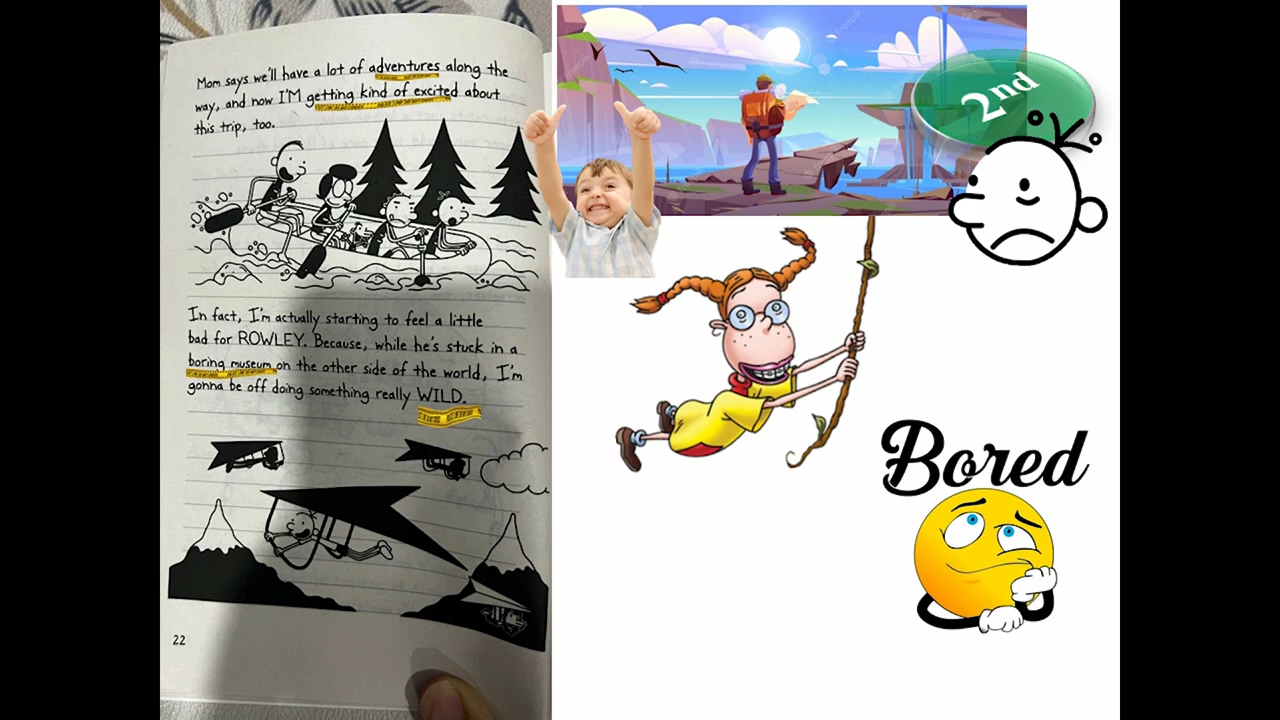 Mom says we'll have a lot of adventures along the
way, and now I'M getting kind of excited about
this trip, too.
In fact, I'm actually starting to feel a little
bad for ROWLEY. Because, while he's stuck in a
boring museum on the other side of the world, I'm
gonna be off doing something really WILD.
22
2nd
Bored